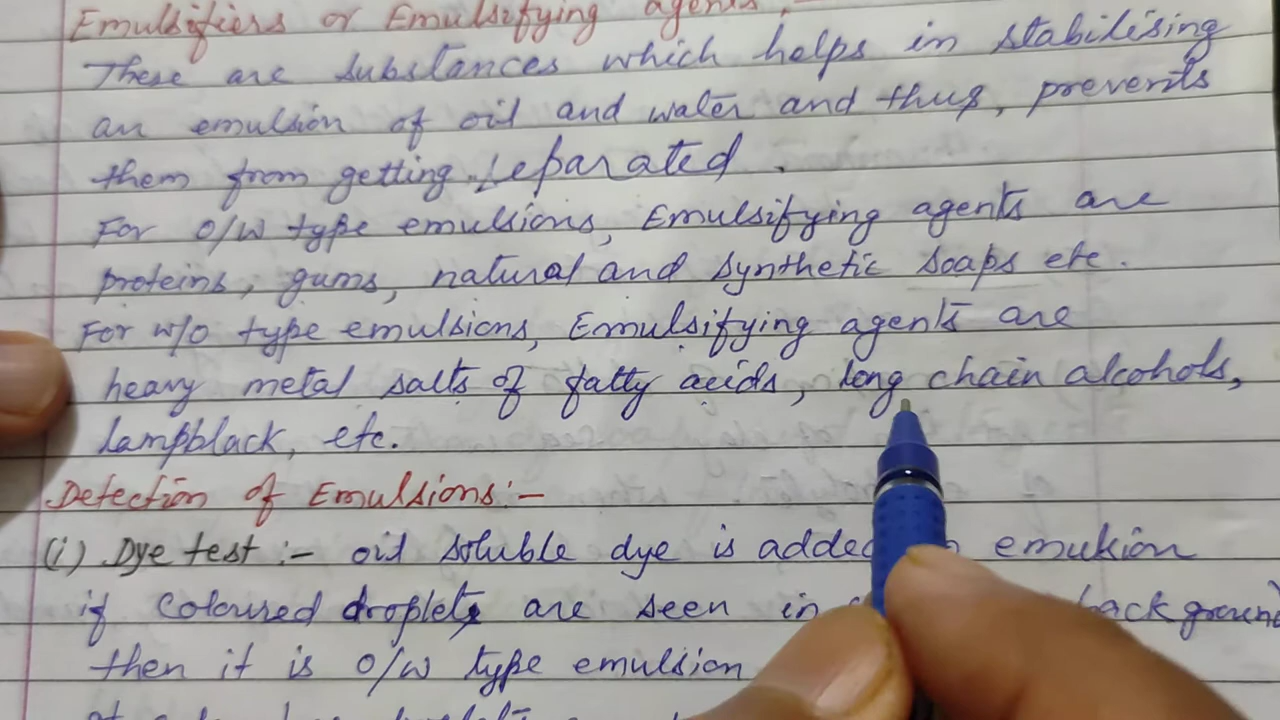 Emulsifiers or Emulsifying agents :-
These are substances which helps in stabilising
an emulsion of oil and water and thus, prevents
them from getting separated.
For o/w type emulsions, Emulsifying agents are
proteins, gums, natural and synthetic soaps etc.
For w/o type emulsions, Emulsifying agents are
heavy metal salts of fatty acids, long chain alcohols,
Lampblack, etc.
Detection of Emulsions :-
(i) Dye test :- oil soluble dye is added emulsion
if coloured droplets are seen in background
then it is o/w type emulsion